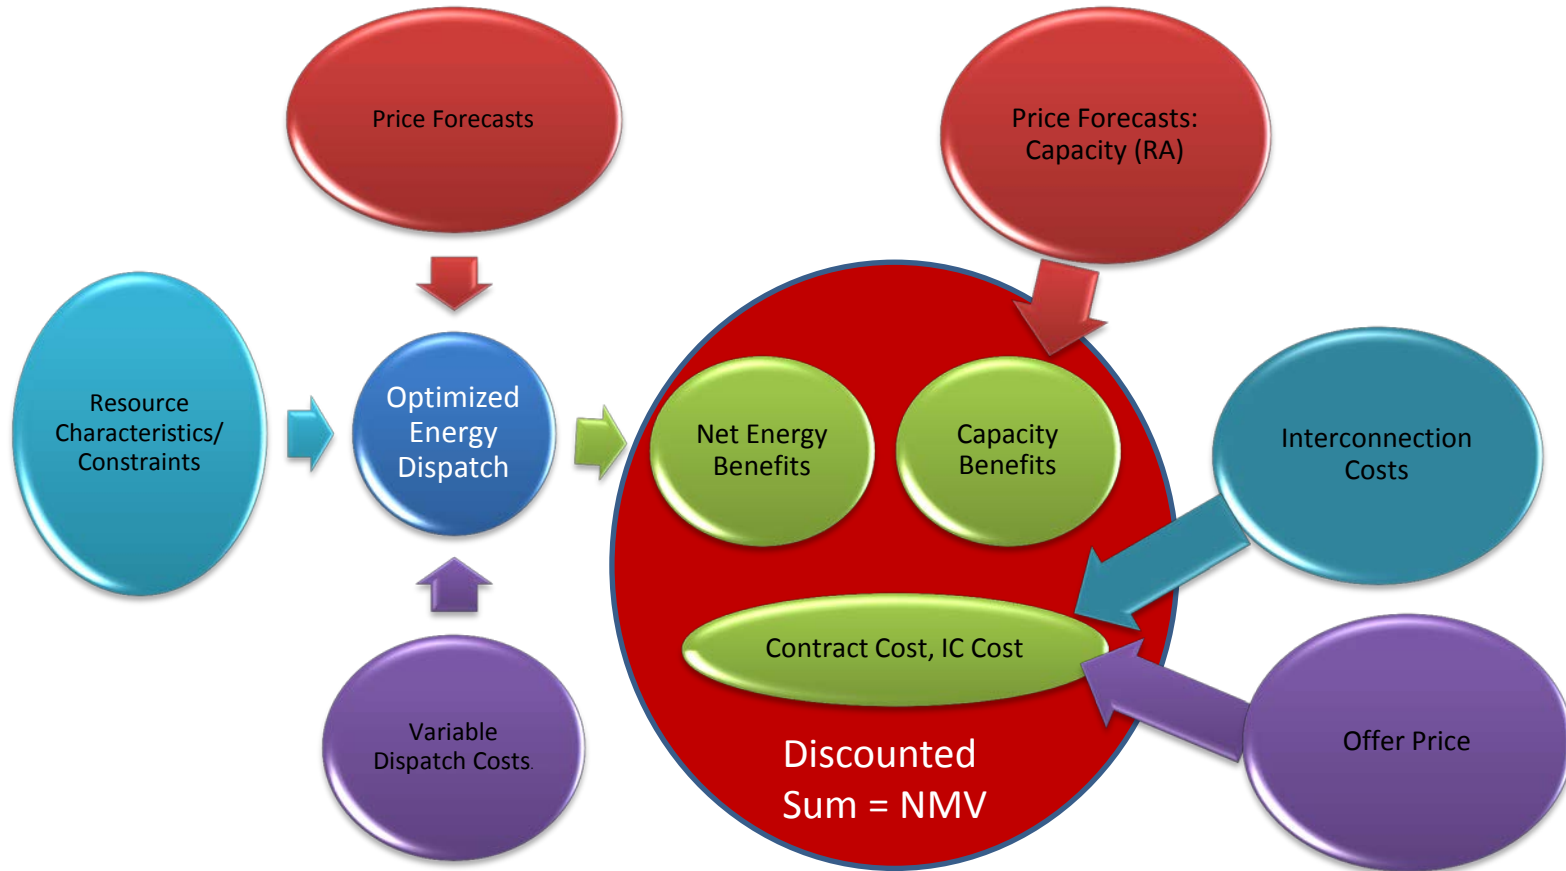 Price Forecasts
Price Forecasts:
Capacity (RA)
Resource
Characteristics/
Constraints
Optimized
Energy
Dispatch
Net Energy
Benefits
Capacity
Benefits
Interconnection
Costs
Contract Cost, IC Cost
Variable
Dispatch Costs.
Offer Price
Discounted
Sum = NMV